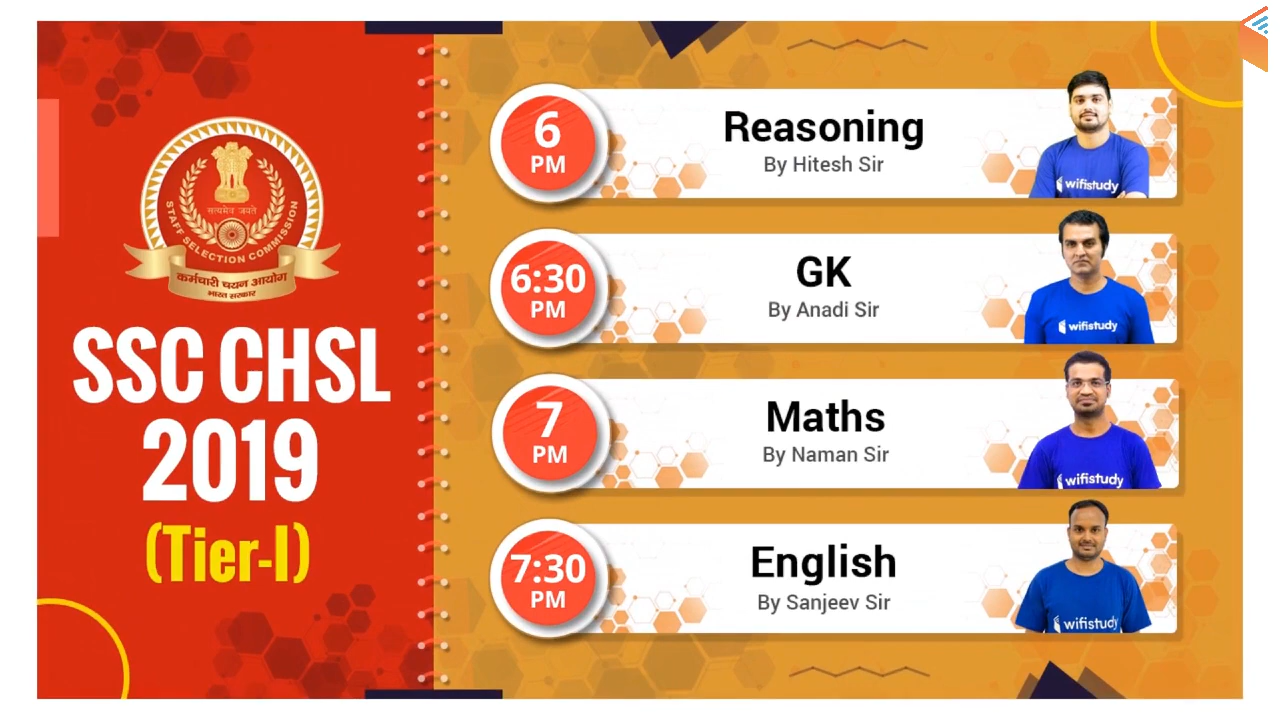 सत्यमेव जयते
STAFF SELECTION COMMISSION
कर्मचारी चयन आयोग
भारत सरकार
SSC CHSL
2019
(Tier-I)
6
PM
Reasoning
By Hitesh Sir
wifistudy
6:30
PM
GK
By Anadi Sir
wifistudy
7
PM
Maths
By Naman Sir
wifistudy
7:30
PM
English
By Sanjeev Sir
wifistudy